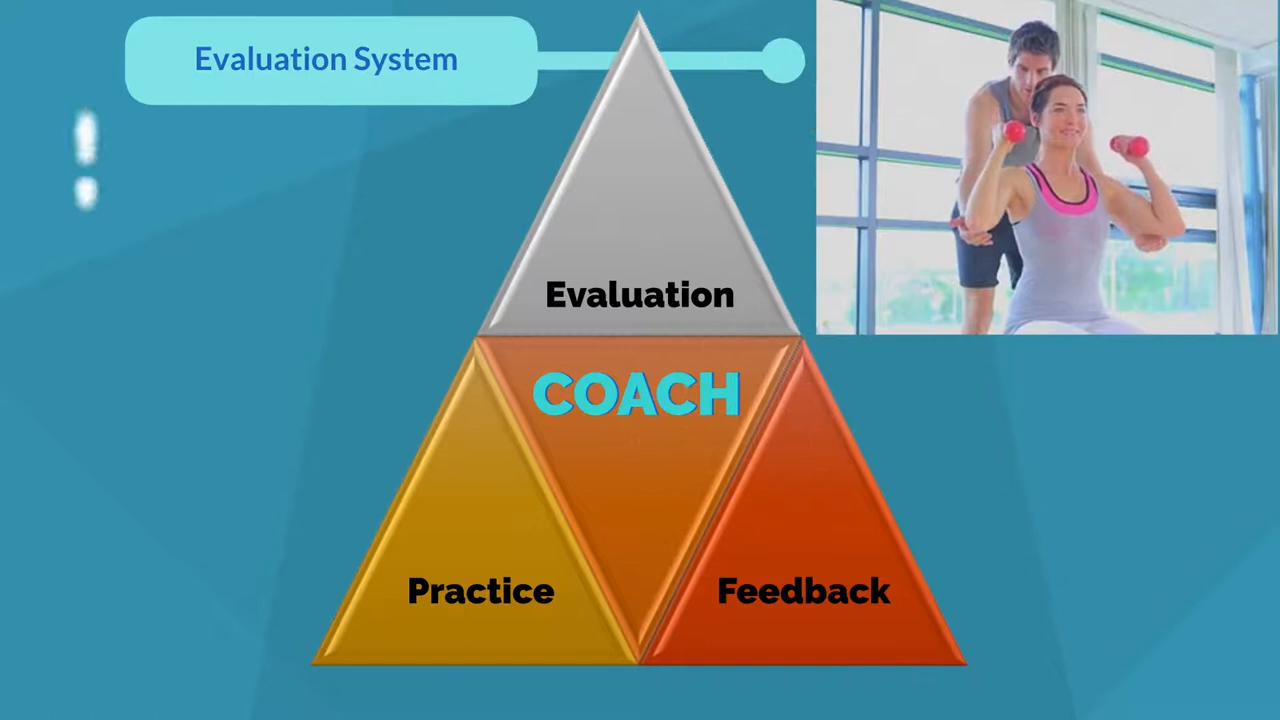 Evaluation System
!
Evaluation
COACH
Practice
Feedback